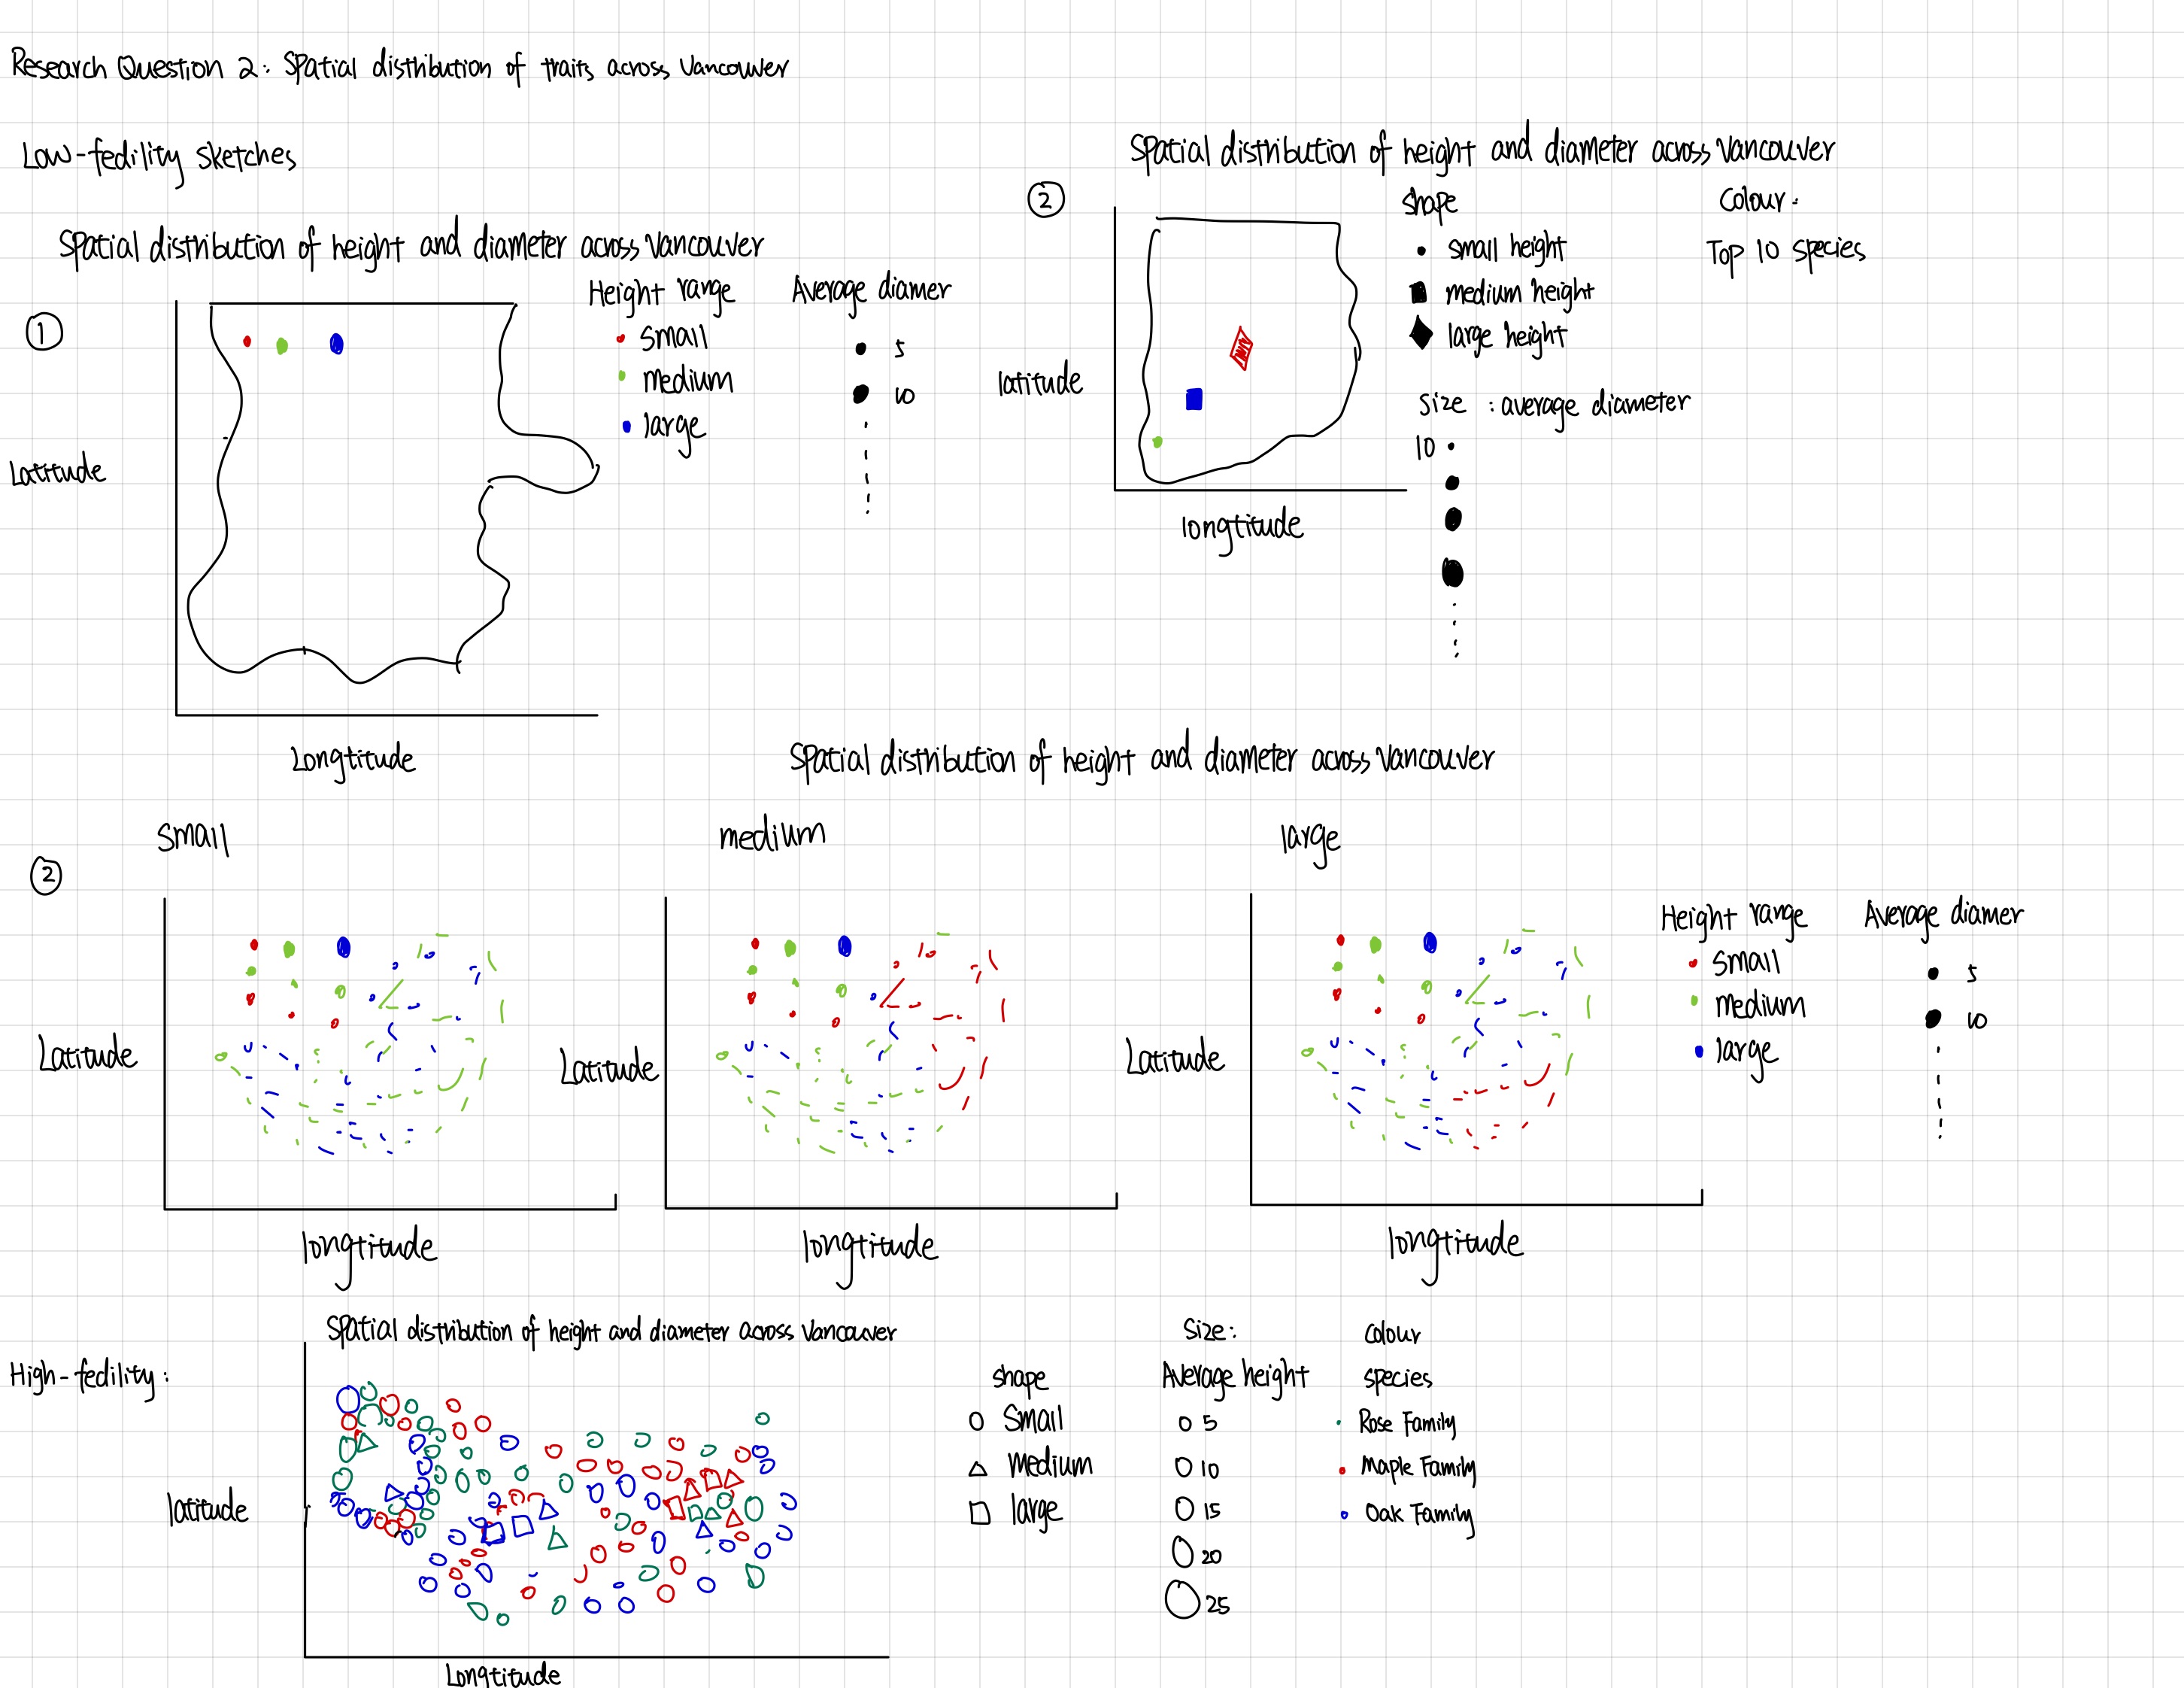 Research Question 2: Spatial distribution of traits across Vancouver
Low-fedility sketches
Spatial distribution of height and diameter across Vancouver
1
Latitude
Longtitude
Height range
small
medium
large
Average diamer
5
10
Spatial distribution of height and diameter across Vancouver
2
latitude
longtitude
shape
small height
medium height
large height
Size : average diameter
10
Colour:
Top 10 species
Spatial distribution of height and diameter across Vancouver
2
small
Latitude
longtitude
medium
Latitude
longtitude
large
Latitude
longtitude
Height range
small
medium
large
Average diamer
5
10
High-fedility:
Spatial distribution of height and diameter across Vancouver
latitude
Longtitude
shape
Small
medium
large
Size:
Average height
5
10
15
20
25
Colour
species
Rose Family
Maple Family
Oak Family